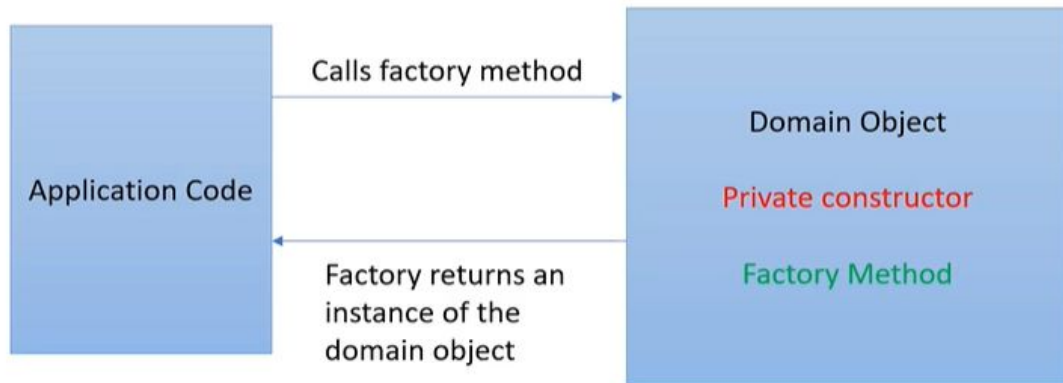 Application Code
Calls factory method
Factory returns an
instance of the
domain object
Domain Object
Private constructor
Factory Method